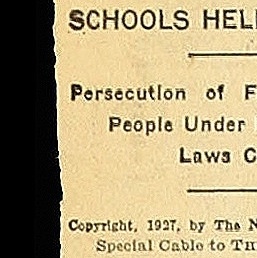 SCHOOLS HEL
Persecution of F
People Under
Laws C
Copyright, 1927, by The N
Special Cable to TH